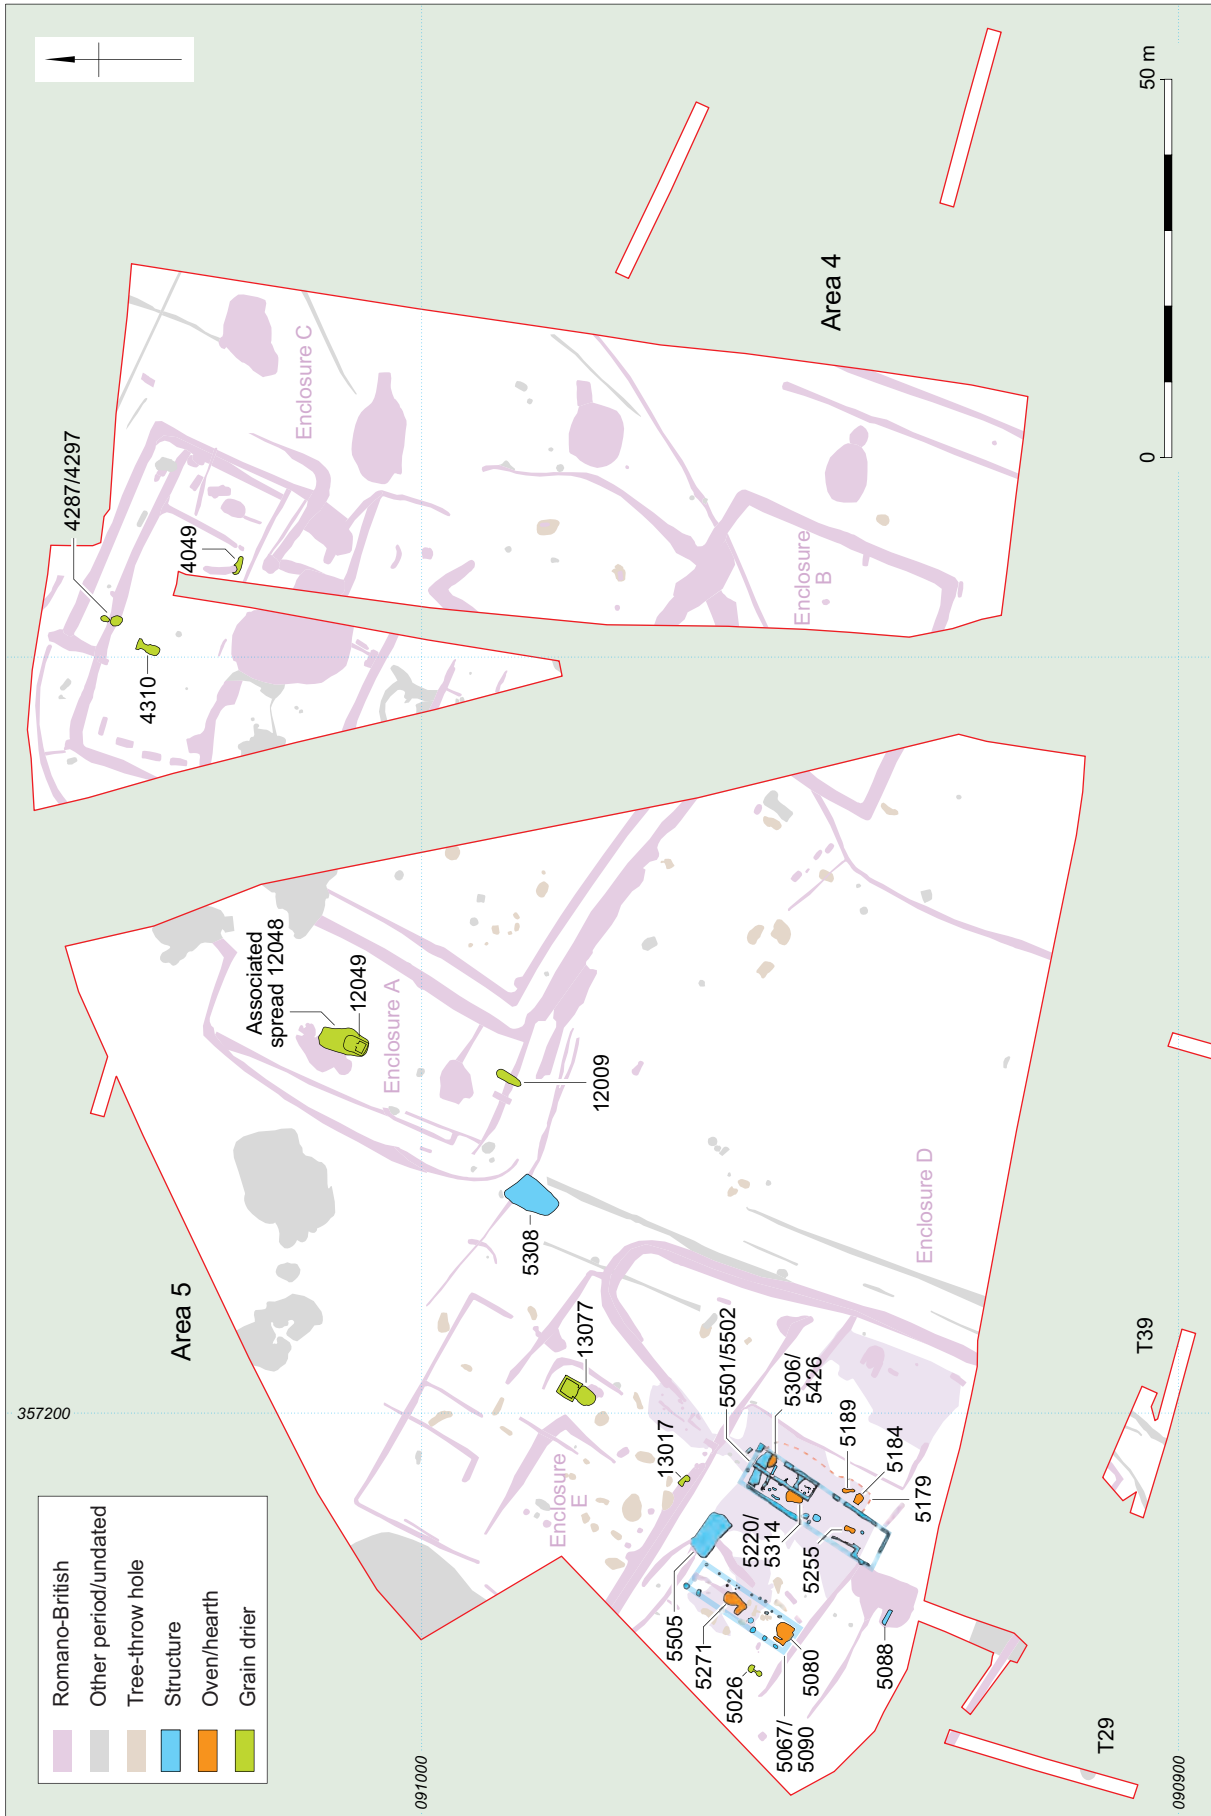 Romano-British
Other period/undated
Tree-throw hole
Structure
Oven/hearth
Grain drier
357200
091000
090900
Area 5
Area 4
Enclosure A
Enclosure
B
Enclosure C
Enclosure D
Enclosure
E
4287/4297
4049
4310
Associated
spread 12048
12049
12009
5308
13077
13017
5501/5502
5306/
5426
5189
5184
5179
5220/
5314
5255
5505
5271
5026
5067/
5090
5080
5088
T39
T29
0
50 m